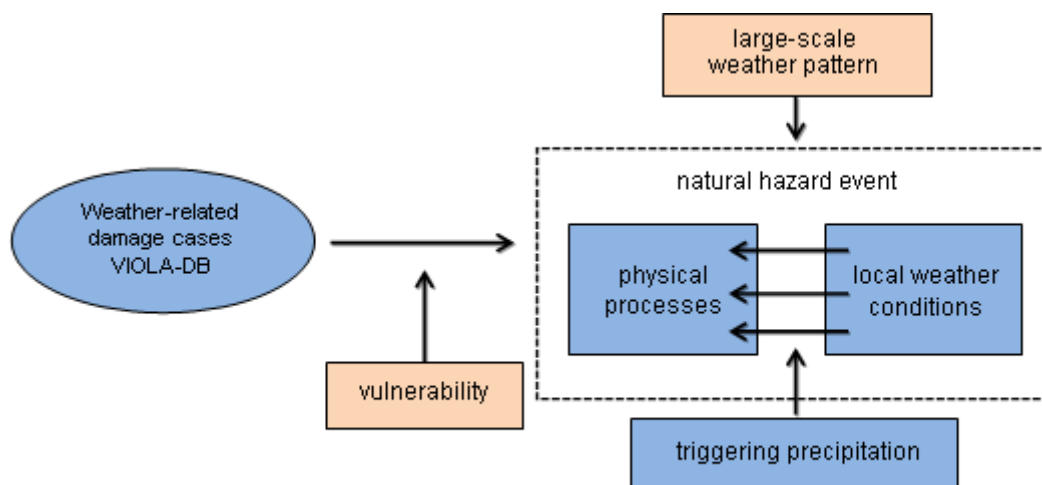 large-scale
weather pattern
natural hazard event
Weather-related
damage cases
VIOLA-DB
physical
processes
local weather
conditions
vulnerability
triggering precipitation